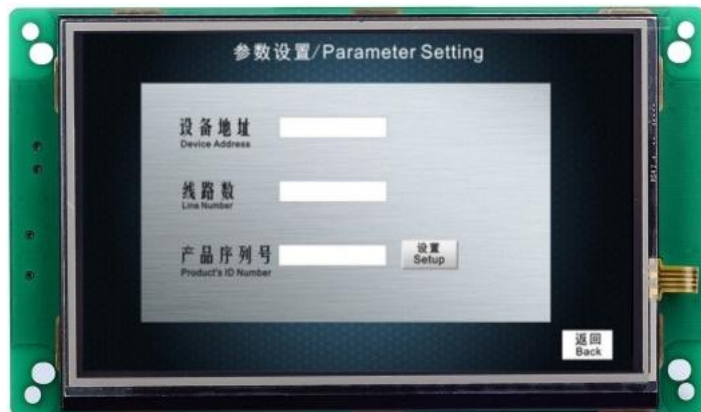 参数设置/Parameter Setting
设备地址
Device Address
线路数
Line Number
产品序列号
Product's ID Number
设置
Setup
返回
Back